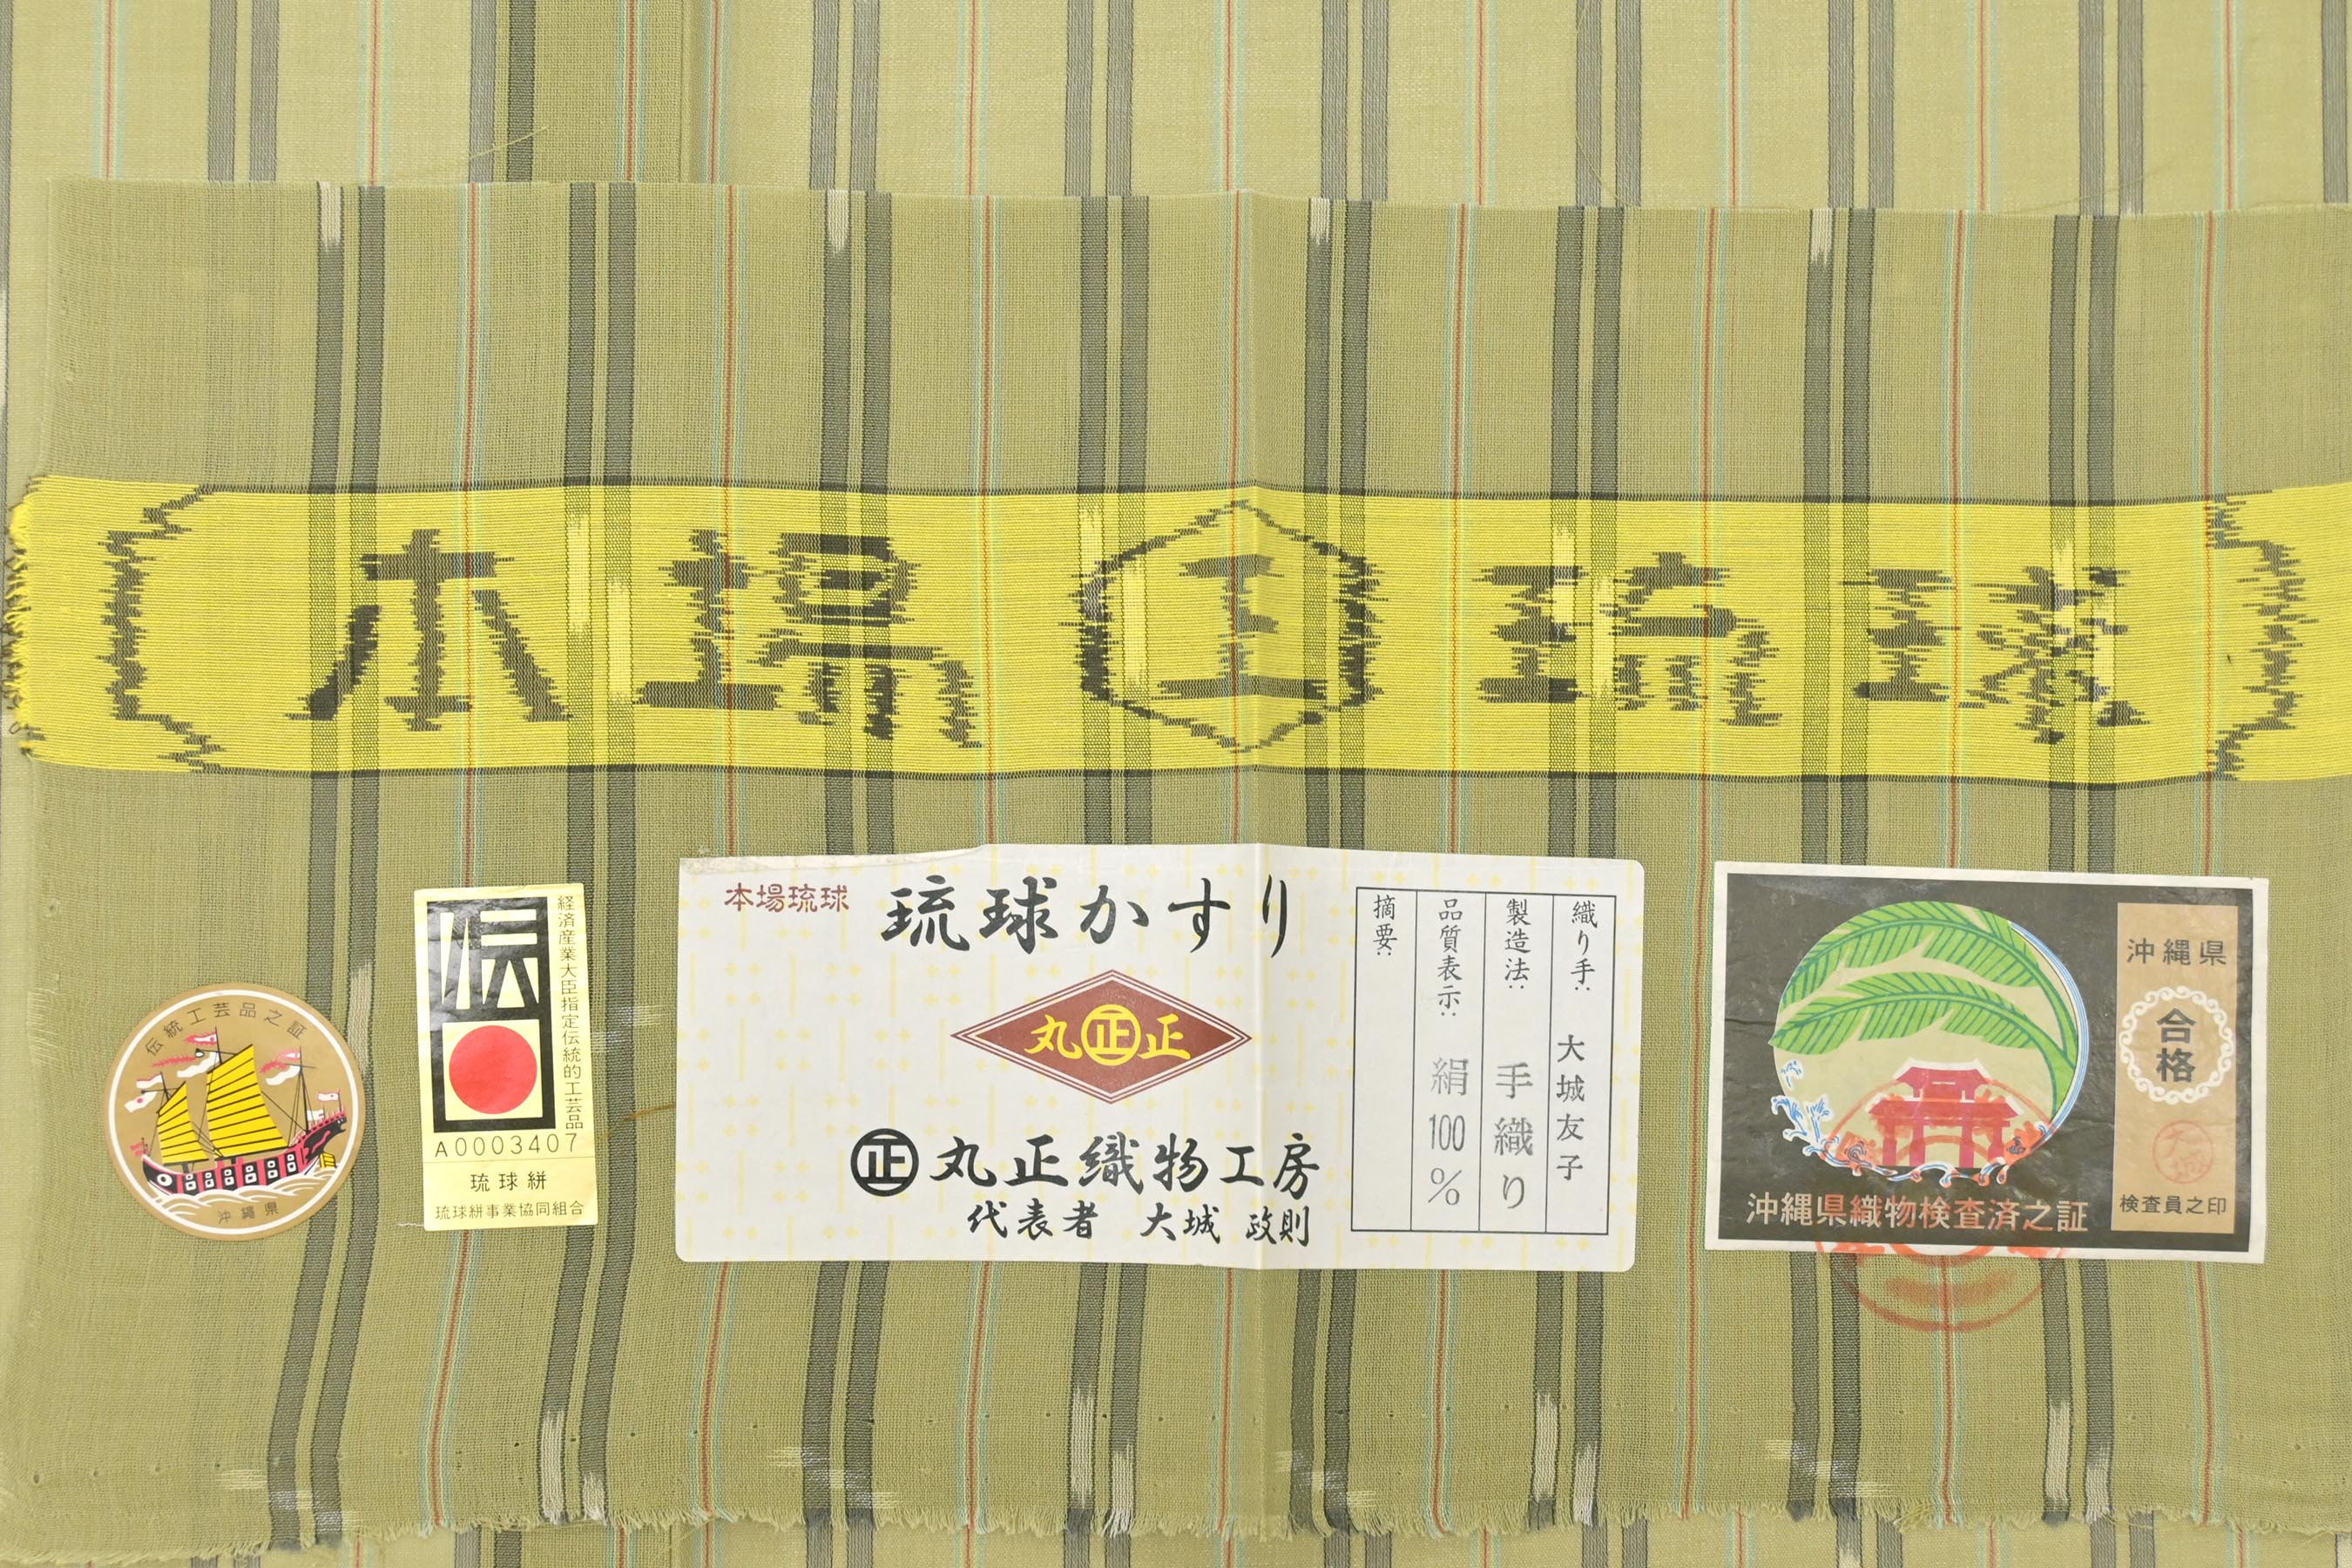 本場 王 琉球
伝統工芸品之証
沖縄県
伝
経済産業大臣指定伝統的工芸品
A0003407
琉球絣
琉球絣事業協同組合
本場琉球
琉球かすり
丸正正
正 丸正織物工房
代表者 大城 政則
織り手: 大城友子
製造法: 手織り
品質表示: 絹100%
摘要:
沖縄県織物検査済之証
沖縄県
合格
大城
検査員之印